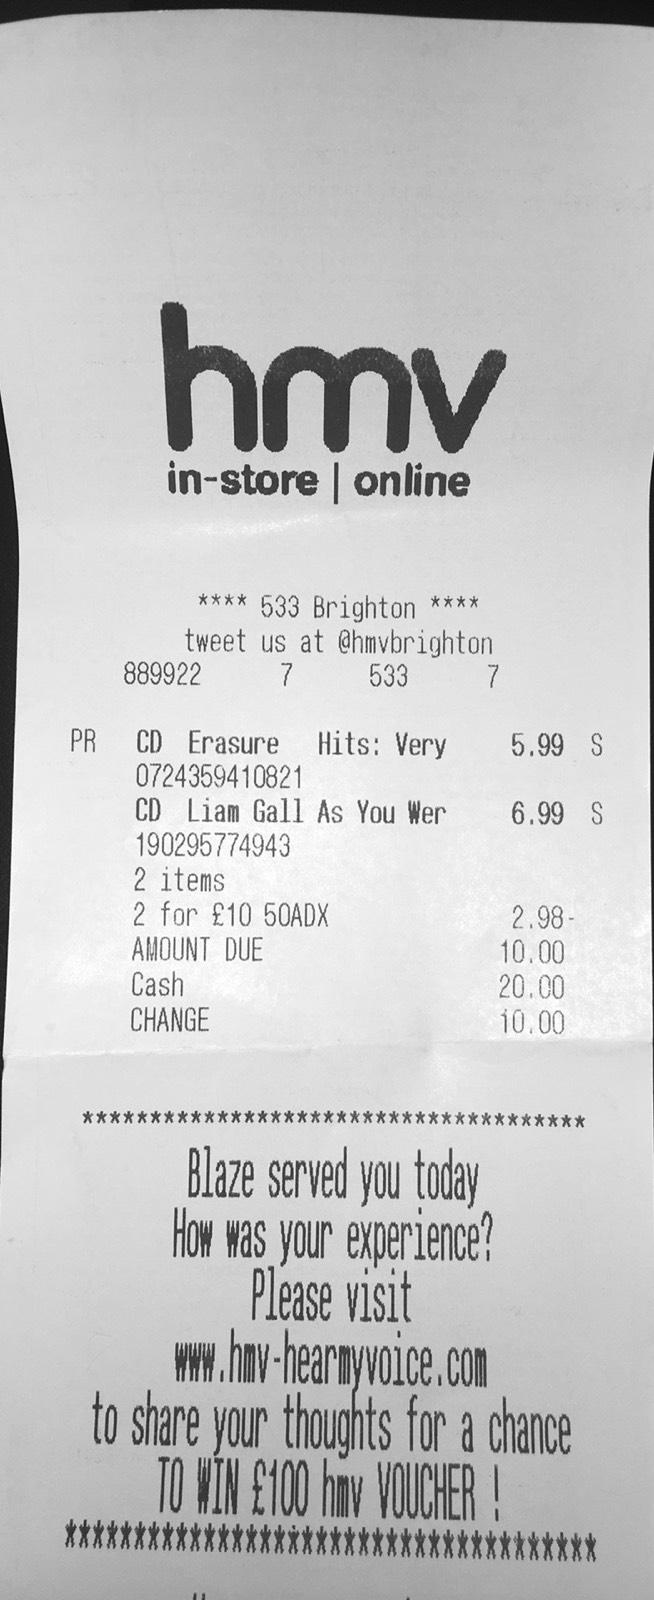 hmv
in-store | online
**** 533 Brighton ****
tweet us at @hmvbrighton
889922 7 533 7
PR CD Erasure Hits: Very 5.99 S
0724359410821
CD Liam Gall As You Wer 6.99 S
190295774943
2 items
2 for £10 50ADX 2.98-
AMOUNT DUE 10.00
Cash 20.00
CHANGE 10.00
*************************************
Blaze served you today
How was your experience?
Please visit
www.hmv-hearmyvoice.com
to share your thoughts for a chance
TO WIN £100 hmv VOUCHER !
***************************************